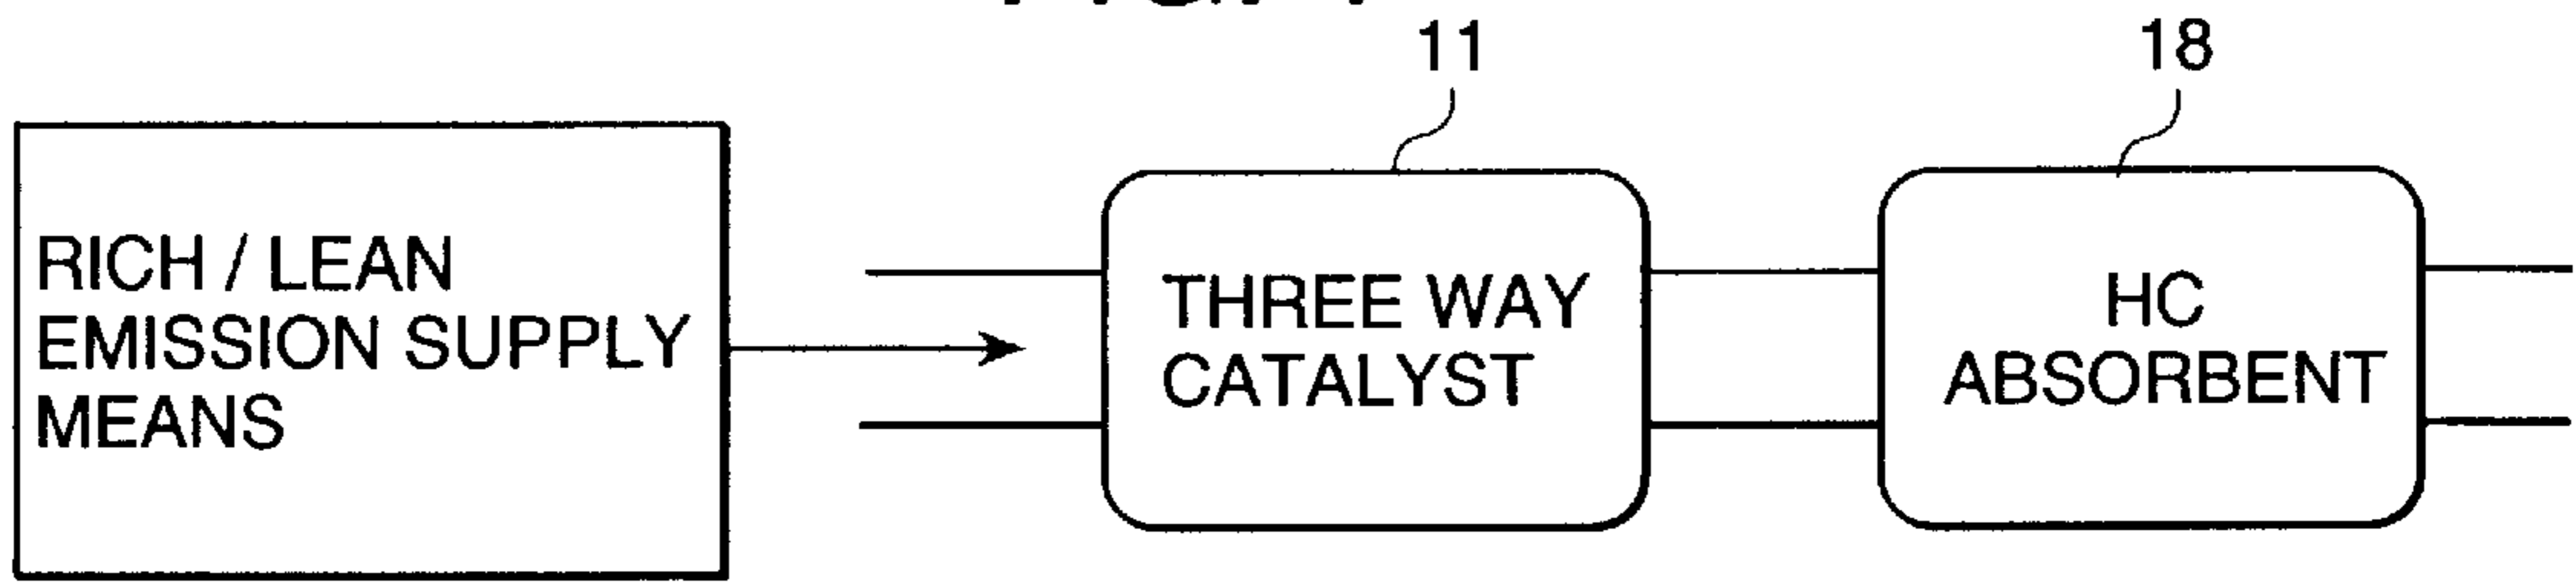 11
18
RICH / LEAN
EMISSION SUPPLY
MEANS
THREE WAY
CATALYST
HC
ABSORBENT